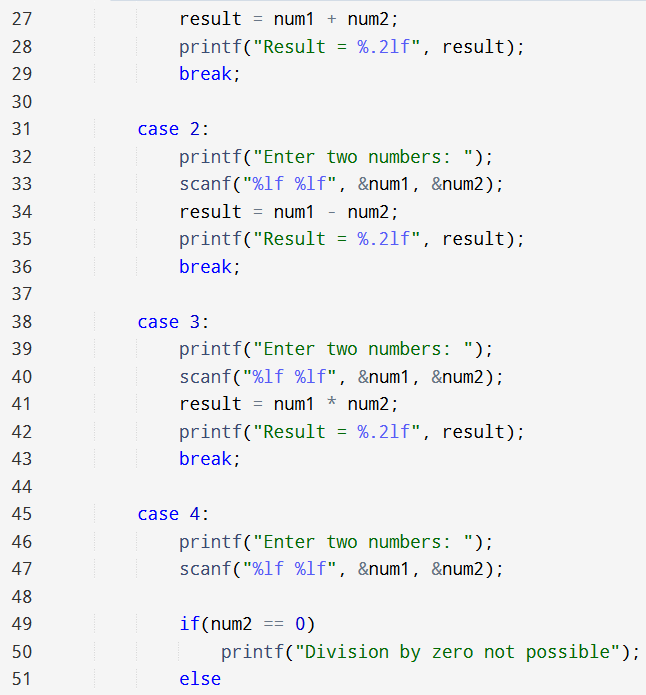 27 result = num1 + num2;
28 printf("Result = %.2lf", result);
29 break;
30
31 case 2:
32 printf("Enter two numbers: ");
33 scanf("%lf %lf", &num1, &num2);
34 result = num1 - num2;
35 printf("Result = %.2lf", result);
36 break;
37
38 case 3:
39 printf("Enter two numbers: ");
40 scanf("%lf %lf", &num1, &num2);
41 result = num1 * num2;
42 printf("Result = %.2lf", result);
43 break;
44
45 case 4:
46 printf("Enter two numbers: ");
47 scanf("%lf %lf", &num1, &num2);
48
49 if(num2 == 0)
50 printf("Division by zero not possible");
51 else